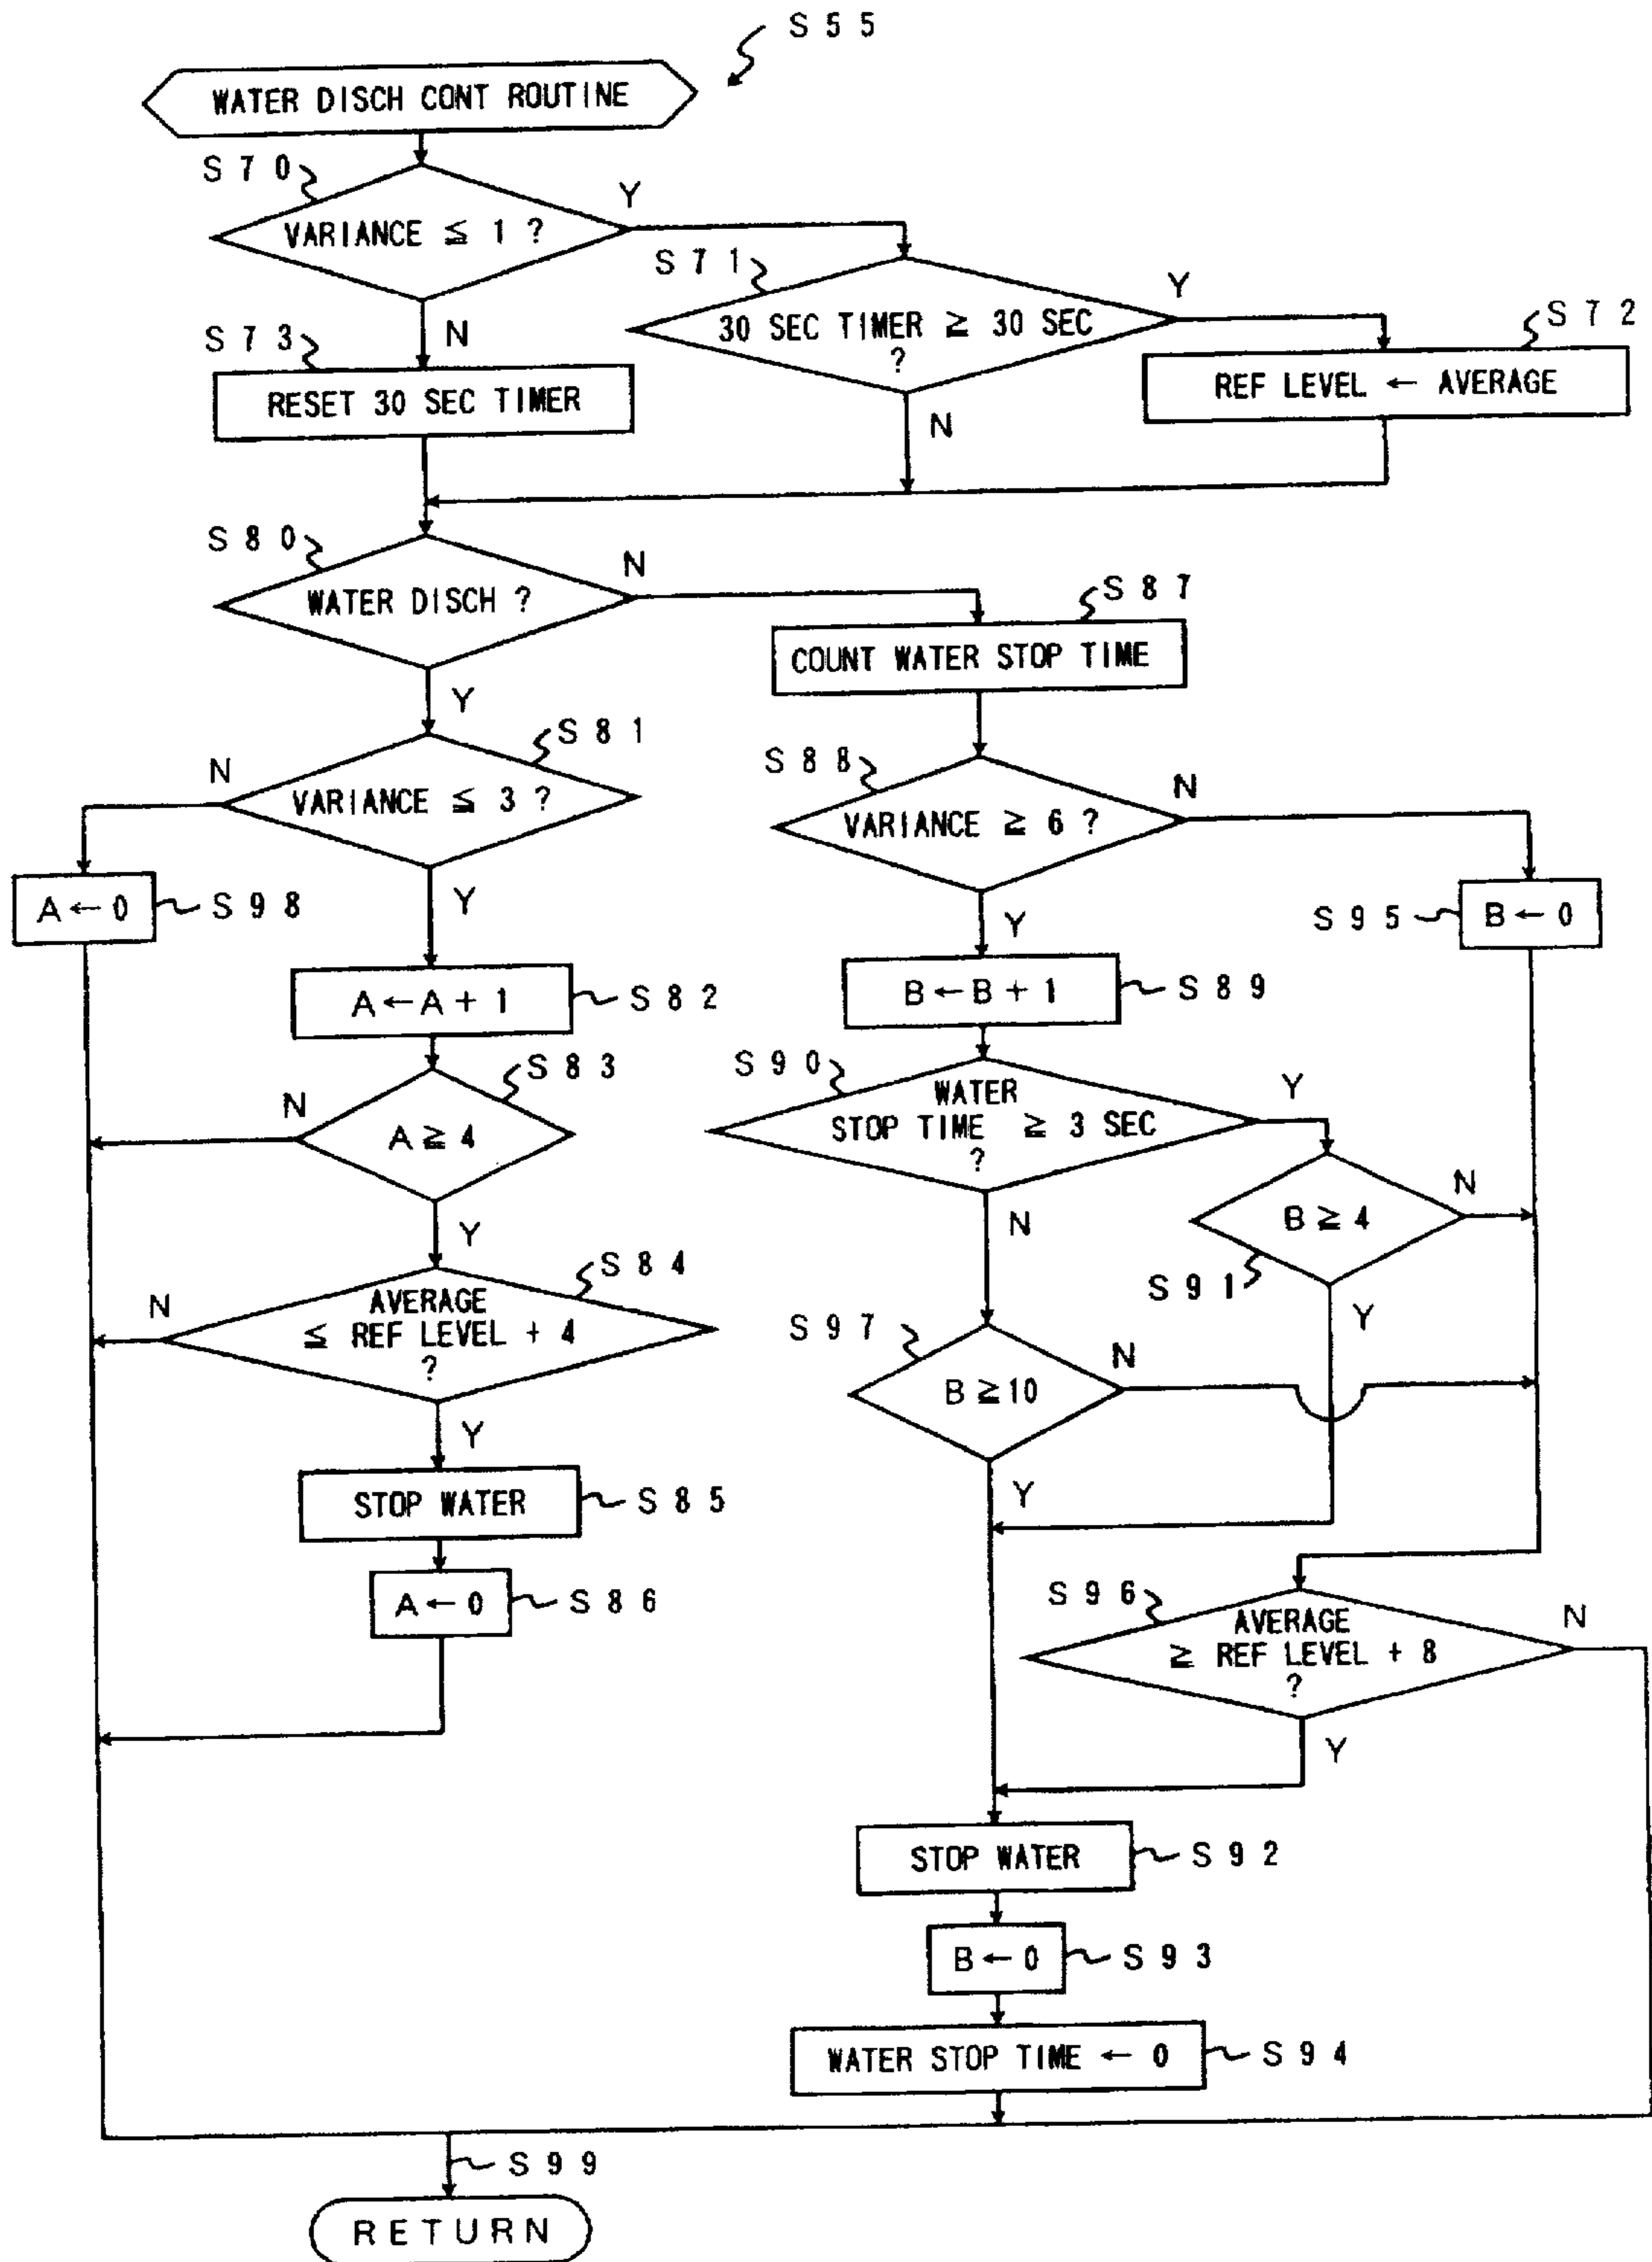 S55
WATER DISCH CONT ROUTINE
S70
VARIANCE ≦ 1 ?
Y
N
S71
30 SEC TIMER ≧ 30 SEC
?
Y
N
S72
REF LEVEL ← AVERAGE
S73
RESET 30 SEC TIMER
S80
WATER DISCH ?
N
Y
S87
COUNT WATER STOP TIME
S81
VARIANCE ≦ 3 ?
N
Y
S88
VARIANCE ≧ 6 ?
N
Y
A ← 0
S98
S95
B ← 0
A ← A + 1
S82
B ← B + 1
S89
S83
A ≧ 4
N
Y
S90
WATER
STOP TIME ≧ 3 SEC
?
Y
N
B ≧ 4
N
S91
Y
S84
AVERAGE
≦ REF LEVEL + 4
?
N
Y
S97
B ≧ 10
N
Y
STOP WATER
S85
A ← 0
S86
S96
AVERAGE
≧ REF LEVEL + 8
?
N
Y
STOP WATER
S92
B ← 0
S93
WATER STOP TIME ← 0
S94
S99
RETURN